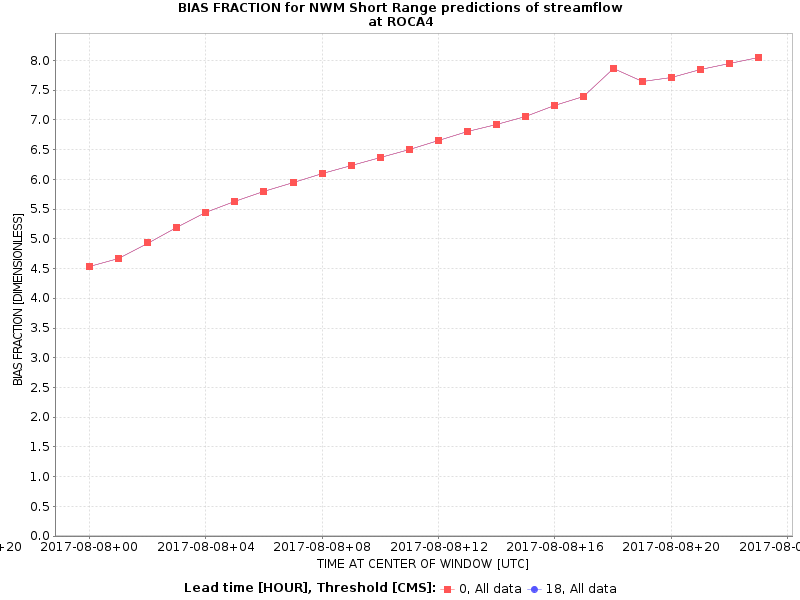 BIAS FRACTION for NWM Short Range predictions of streamflow
at ROCA4
8.0
7.5
7.0
6.5
6.0
5.5
5.0
4.5
4.0
3.5
3.0
2.5
2.0
1.5
1.0
0.5
0.0
BIAS FRACTION [DIMENSIONLESS]
+20 2017-08-08+00 2017-08-08+04 2017-08-08+08 2017-08-08+12 2017-08-08+16 2017-08-08+20 2017-08-0
TIME AT CENTER OF WINDOW [UTC]
Lead time [HOUR], Threshold [CMS]: 0, All data 18, All data